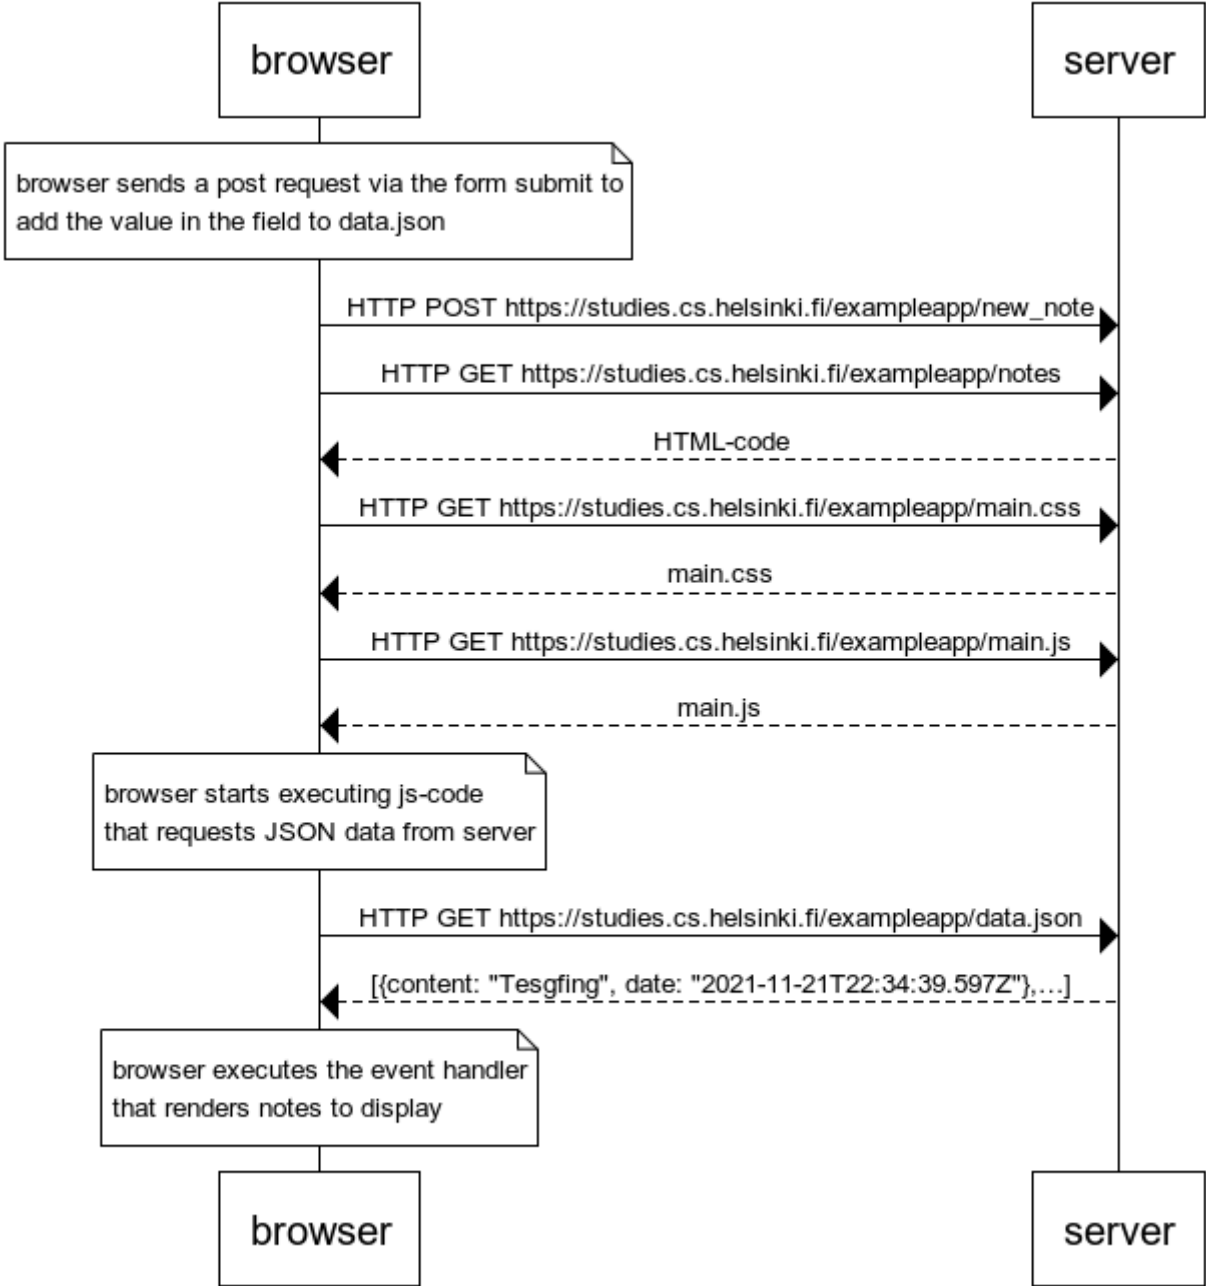 browser
server
browser sends a post request via the form submit to
add the value in the field to data.json
HTTP POST https://studies.cs.helsinki.fi/exampleapp/new_note
HTTP GET https://studies.cs.helsinki.fi/exampleapp/notes
HTML-code
HTTP GET https://studies.cs.helsinki.fi/exampleapp/main.css
main.css
HTTP GET https://studies.cs.helsinki.fi/exampleapp/main.js
main.js
browser starts executing js-code
that requests JSON data from server
HTTP GET https://studies.cs.helsinki.fi/exampleapp/data.json
[{content: "Tesgfing", date: "2021-11-21T22:34:39.597Z"},...]
browser executes the event handler
that renders notes to display
browser
server